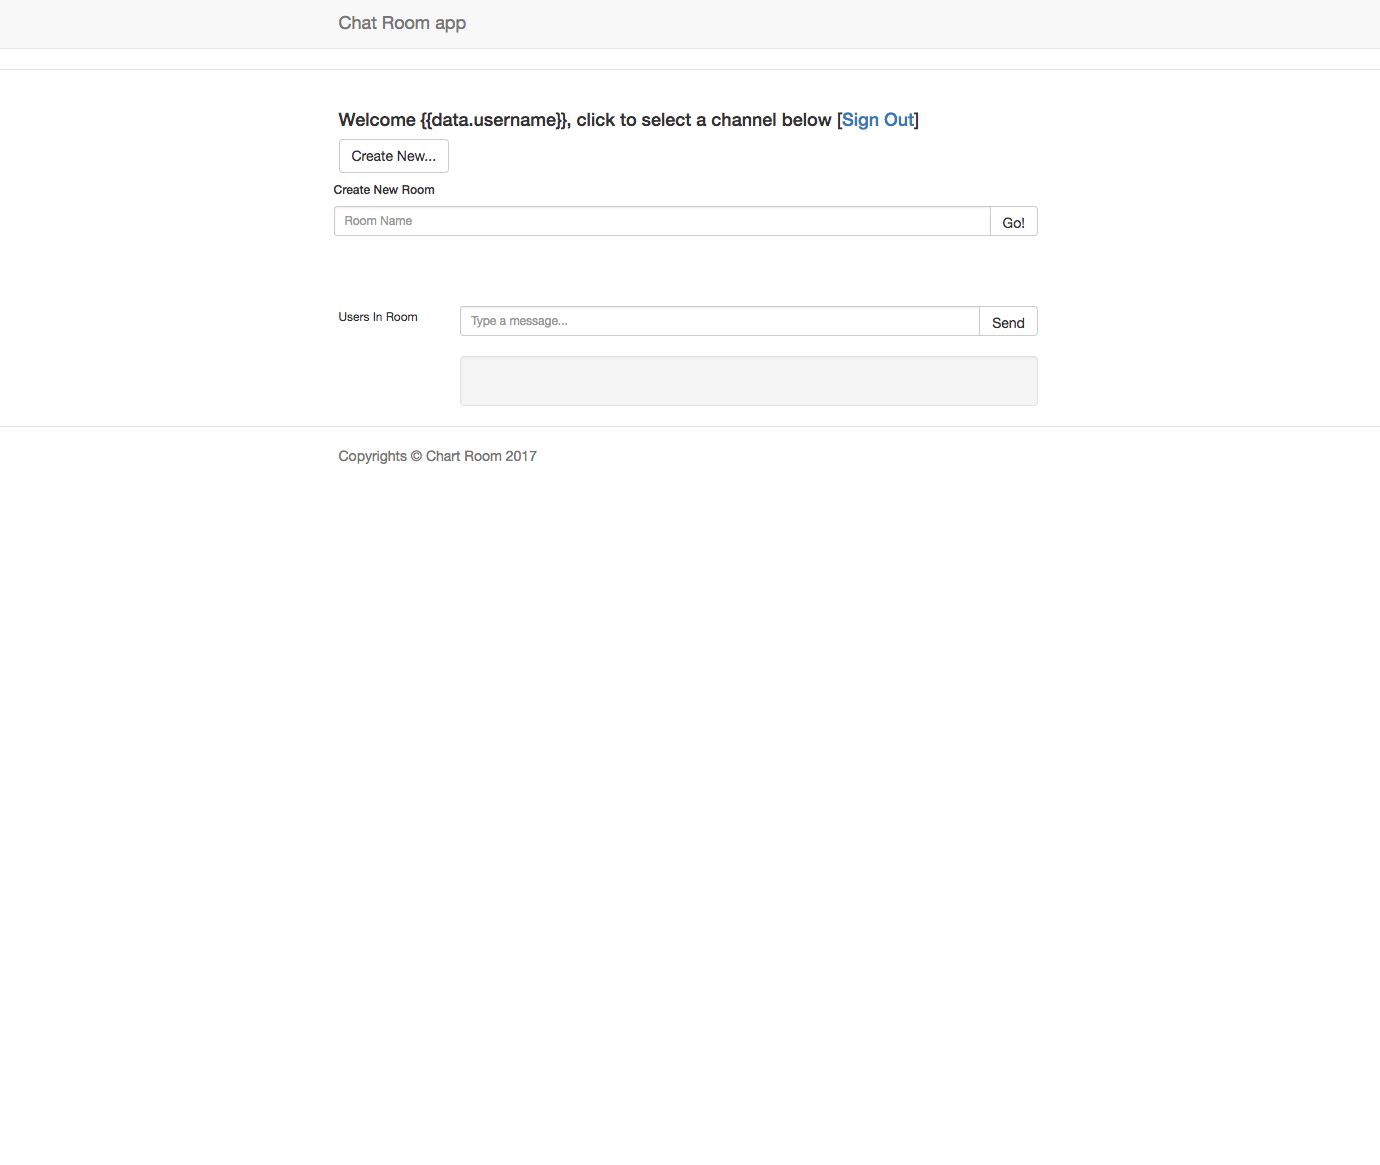 Chat Room app
Welcome {{data.username}}, click to select a channel below [Sign Out]
Create New...
Create New Room
Room Name
Go!
Users In Room
Type a message...
Send
Copyrights © Chart Room 2017